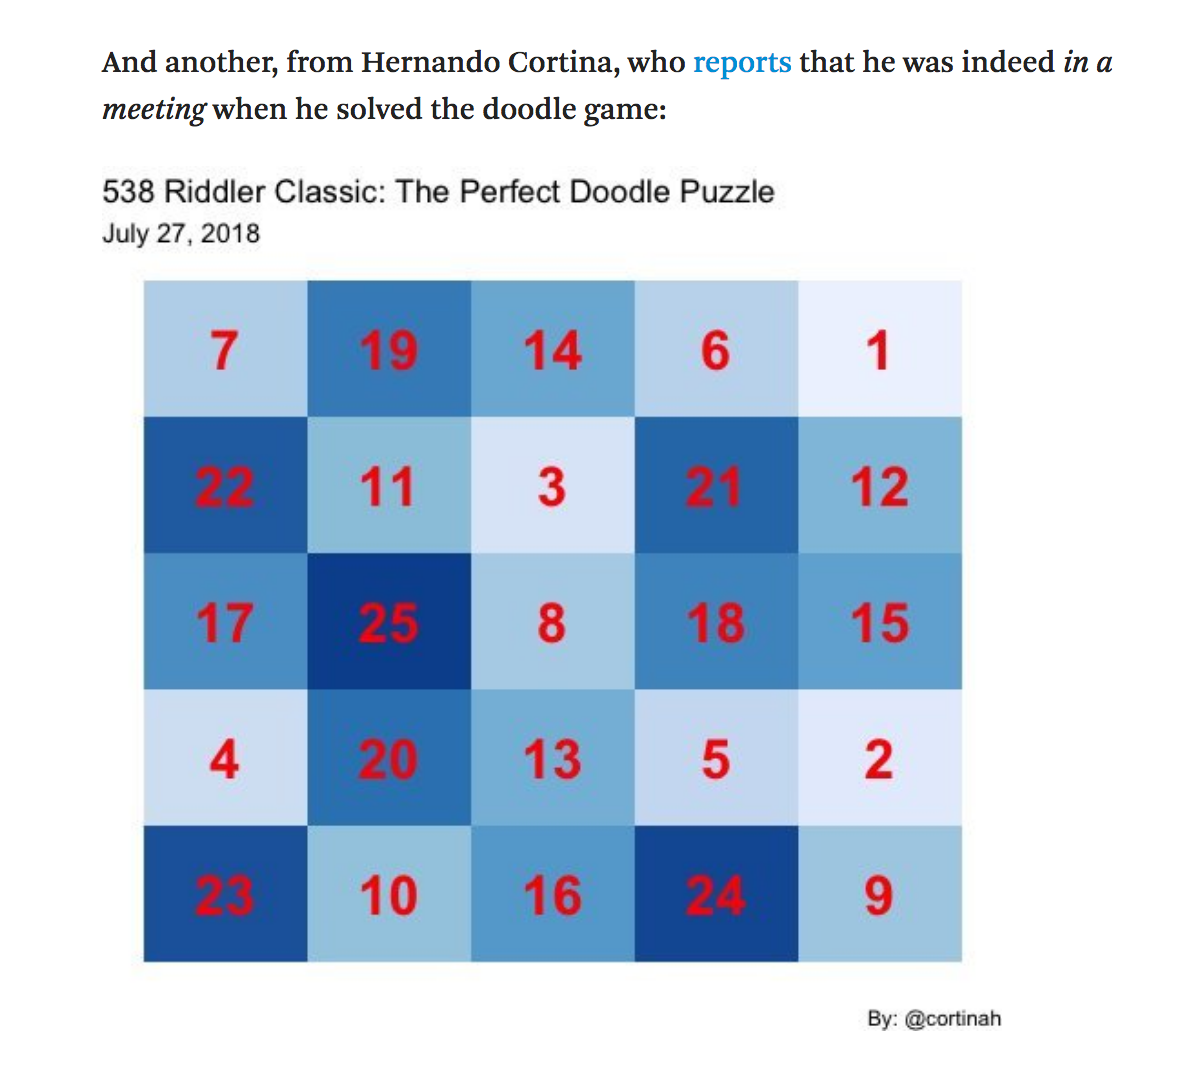 And another, from Hernando Cortina, who reports that he was indeed in a
meeting when he solved the doodle game:
538 Riddler Classic: The Perfect Doodle Puzzle
July 27, 2018
7 19 14 6 1
22 11 3 21 12
17 25 8 18 15
4 20 13 5 2
23 10 16 24 9
By: @cortinah